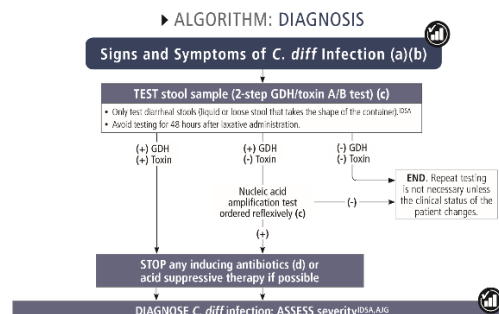 ▸ ALGORITHM: DIAGNOSIS
Signs and Symptoms of C. diff Infection (a)(b)
TEST stool sample (2-step GDH/toxin A/B test) (c)
• Only test diarrheal stools (liquid or loose stool that takes the shape of the container).IDSA
• Avoid testing for 48 hours after laxative administration.
(+) GDH
(+) Toxin
(+) GDH
(-) Toxin
(-) GDH
(-) Toxin
END. Repeat testing
is not necessary unless
the clinical status of the
patient changes.
Nucleic acid
amplification test
ordered reflexively (c)
(-)
(+)
STOP any inducing antibiotics (d) or
acid suppressive therapy if possible
DIAGNOSE C. diff infection; ASSESS severityIDSA,AJG